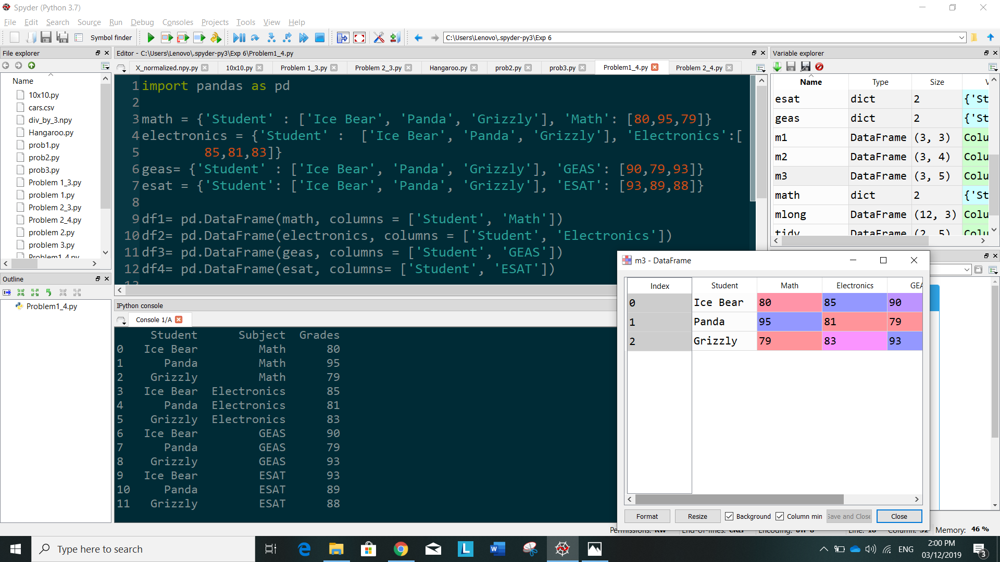 Spyder (Python 3.7)
File Edit Search Source Run Debug Consoles Projects Tools View Help
Symbol finder
C:\Users\Lenovo\.spyder-py3\Exp 6
File explorer
Name
10x10.py
cars.csv
div_by_3.npy
Hangaroo.py
prob1.py
prob2.py
prob3.py
Problem 1_3.py
problem 1.py
Problem 2_3.py
Problem 2_4.py
problem 2.py
problem 3.py
Problem1_4.py
Outline
Problem1_4.py
Editor - C:\Users\Lenovo\.spyder-py3\Exp 6\Problem1_4.py
X_normalized.npy.py 10x10.py Problem 1_3.py Problem 2_3.py Hangaroo.py prob2.py prob3.py Problem1_4.py Problem 2_4.py
1 import pandas as pd
2
3 math = {'Student' : ['Ice Bear', 'Panda', 'Grizzly'], 'Math': [80,95,79]}
4 electronics = {'Student' :  ['Ice Bear', 'Panda', 'Grizzly'], 'Electronics':[
5         85,81,83]}
6 geas= {'Student' : ['Ice Bear', 'Panda', 'Grizzly'], 'GEAS': [90,79,93]}
7 esat = {'Student': ['Ice Bear', 'Panda', 'Grizzly'], 'ESAT': [93,89,88]}
8
9 df1= pd.DataFrame(math, columns = ['Student', 'Math'])
10 df2= pd.DataFrame(electronics, columns = ['Student', 'Electronics'])
11 df3= pd.DataFrame(geas, columns = ['Student', 'GEAS'])
12 df4= pd.DataFrame(esat, columns= ['Student', 'ESAT'])
13
IPython console
Console 1/A
Student Subject Grades
0 Ice Bear Math 80
1 Panda Math 95
2 Grizzly Math 79
3 Ice Bear Electronics 85
4 Panda Electronics 81
5 Grizzly Electronics 83
6 Ice Bear GEAS 90
7 Panda GEAS 79
8 Grizzly GEAS 93
9 Ice Bear ESAT 93
10 Panda ESAT 89
11 Grizzly ESAT 88
Variable explorer
Name Type Size V
esat dict 2 {'St
geas dict 2 {'St
m1 DataFrame (3, 3) Colu
m2 DataFrame (3, 4) Colu
m3 DataFrame (3, 5) Colu
math dict 2 {'St
mlong DataFrame (12, 3) Colu
tidy DataFrame (2, 5) Colu
m3 - DataFrame
Index Student Math Electronics GEA
0 Ice Bear 80 85 90
1 Panda 95 81 79
2 Grizzly 79 83 93
Format Resize Background Column min Save and Close Close
Permissions: RW End-of-lines: CRLF Encoding: Line: Column: Memory: 46 %
Type here to search
ENG
2:00 PM
03/12/2019
3